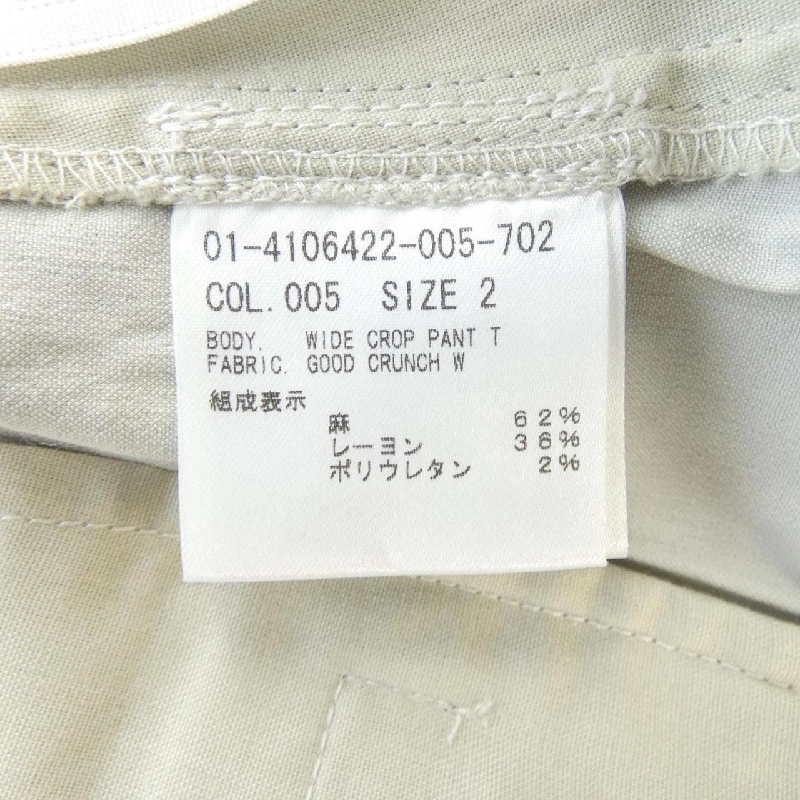 01-4106422-005-702
COL.005 SIZE 2
BODY. WIDE CROP PANT T
FABRIC. GOOD CRUNCH W
組成表示
麻 62%
レーヨン 36%
ポリウレタン 2%